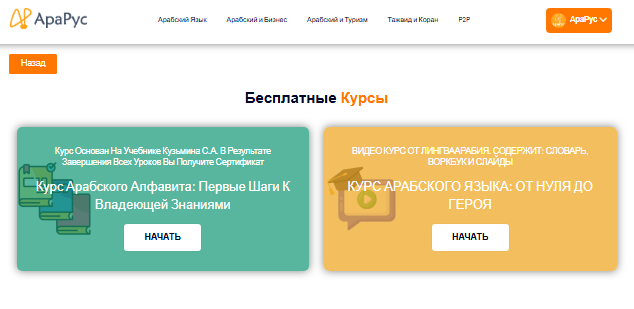 АраРус
Арабский Язык
Арабский и Бизнес
Арабский и Туризм
Таджвид и Коран
P2P
АраРус
Назад
Бесплатные Курсы
Курс Основан На Учебнике Кузьмина С.А. В Результате
Завершения Всех Уроков Вы Получите Сертификат
Курс Арабского Алфавита: Первые Шаги К
Владеющей Знаниями
НАЧАТЬ
ВИДЕО КУРС ОТ ЛИНГВААРАБИЯ. СОДЕРЖИТ: СЛОВАРЬ,
ВОРКБУК И СЛАЙДЫ
КУРС АРАБСКОГО ЯЗЫКА: ОТ НУЛЯ ДО
ГЕРОЯ
НАЧАТЬ